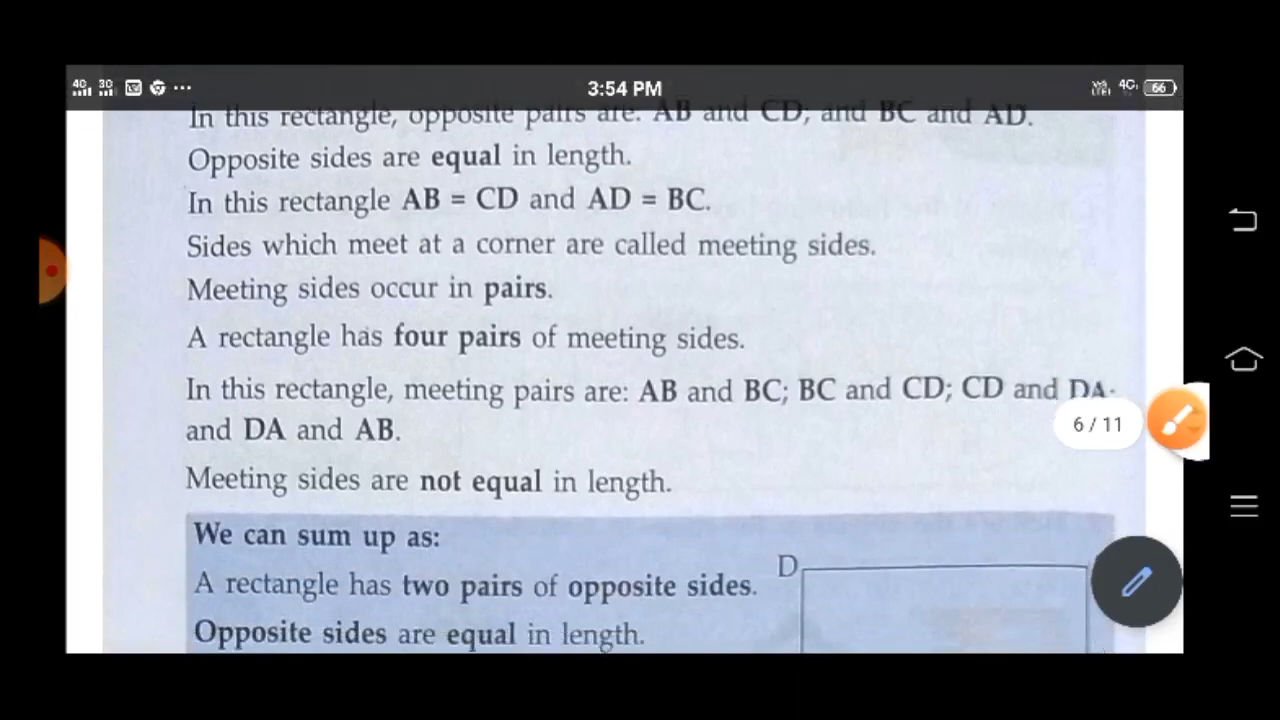 4G 3G 3:54 PM 4G 66
In this rectangle, opposite pairs are: AB and CD; and BC and AD.
Opposite sides are equal in length.
In this rectangle AB = CD and AD = BC.
Sides which meet at a corner are called meeting sides.
Meeting sides occur in pairs.
A rectangle has four pairs of meeting sides.
In this rectangle, meeting pairs are: AB and BC; BC and CD; CD and DA;
6 / 11
and DA and AB.
Meeting sides are not equal in length.
We can sum up as:
D
A rectangle has two pairs of opposite sides.
Opposite sides are equal in length.